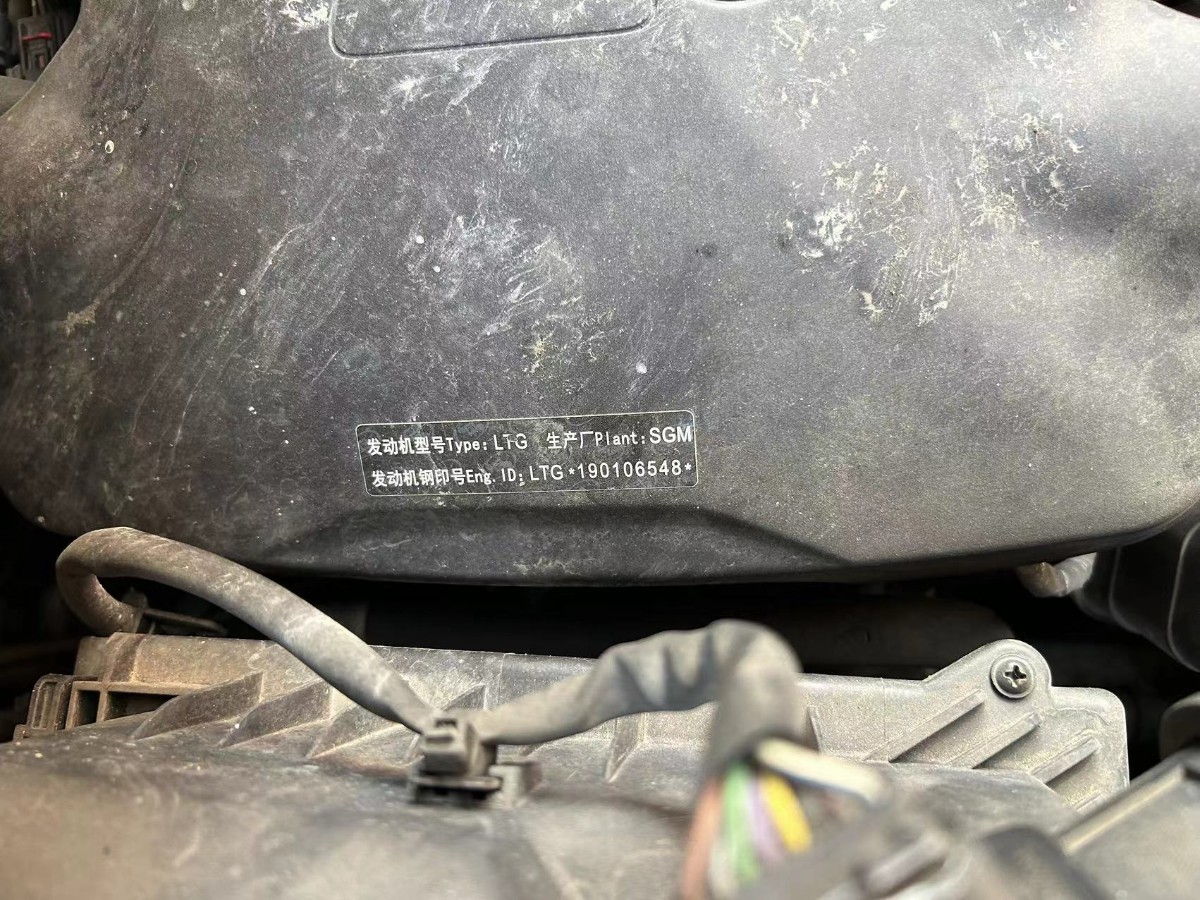 发动机型号Type: LTG 生产厂Plant: SGM
发动机钢印号Eng. ID: LTG*190106548*